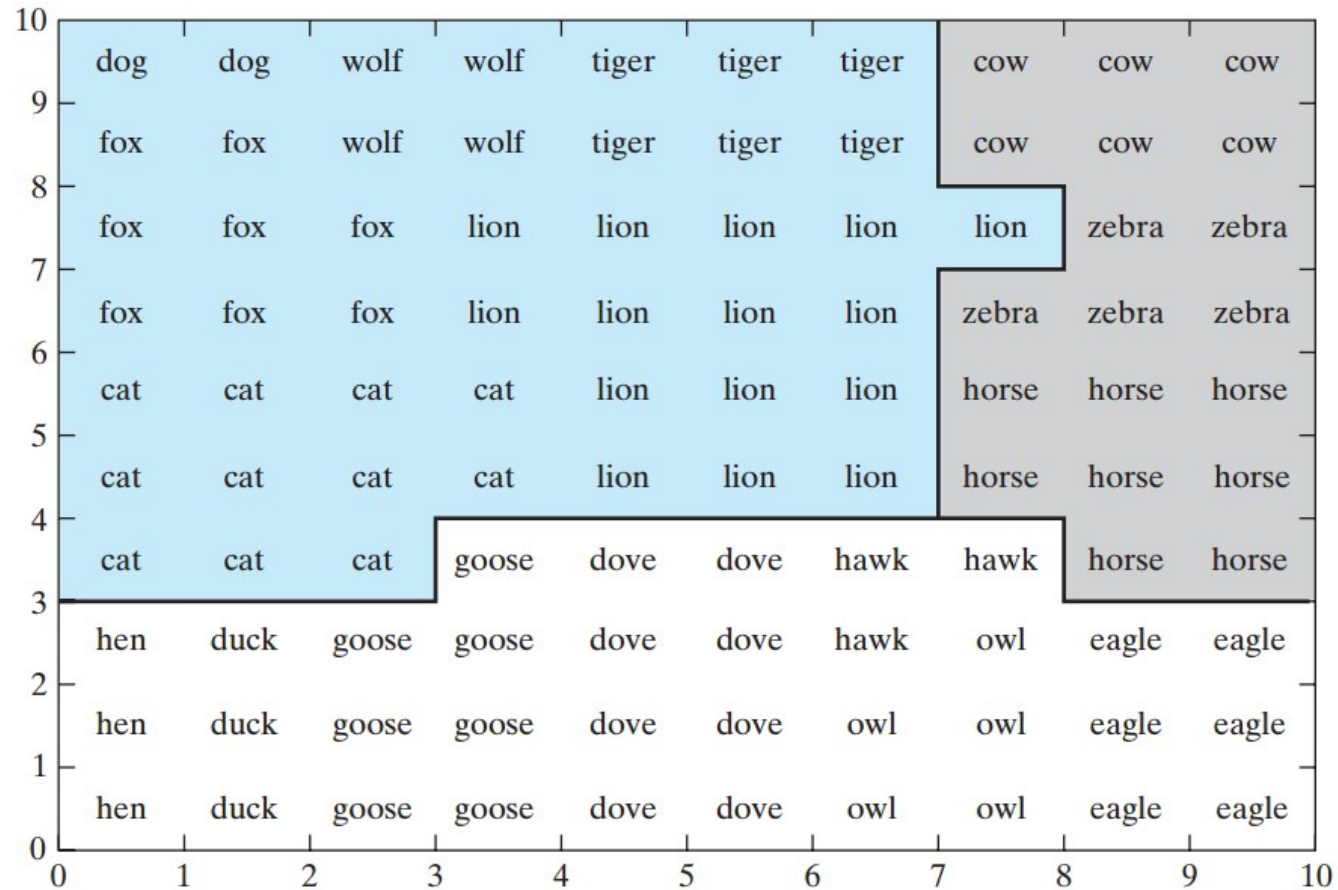 10
dog dog wolf wolf tiger tiger tiger cow cow cow
9
fox fox wolf wolf tiger tiger tiger cow cow cow
8
fox fox fox lion lion lion lion lion zebra zebra
7
fox fox fox lion lion lion lion zebra zebra zebra
6
cat cat cat cat lion lion lion horse horse horse
5
cat cat cat cat lion lion lion horse horse horse
4
cat cat cat goose dove dove hawk hawk horse horse
3
hen duck goose goose dove dove hawk owl eagle eagle
2
hen duck goose goose dove dove owl owl eagle eagle
1
hen duck goose goose dove dove owl owl eagle eagle
0
0 1 2 3 4 5 6 7 8 9 10